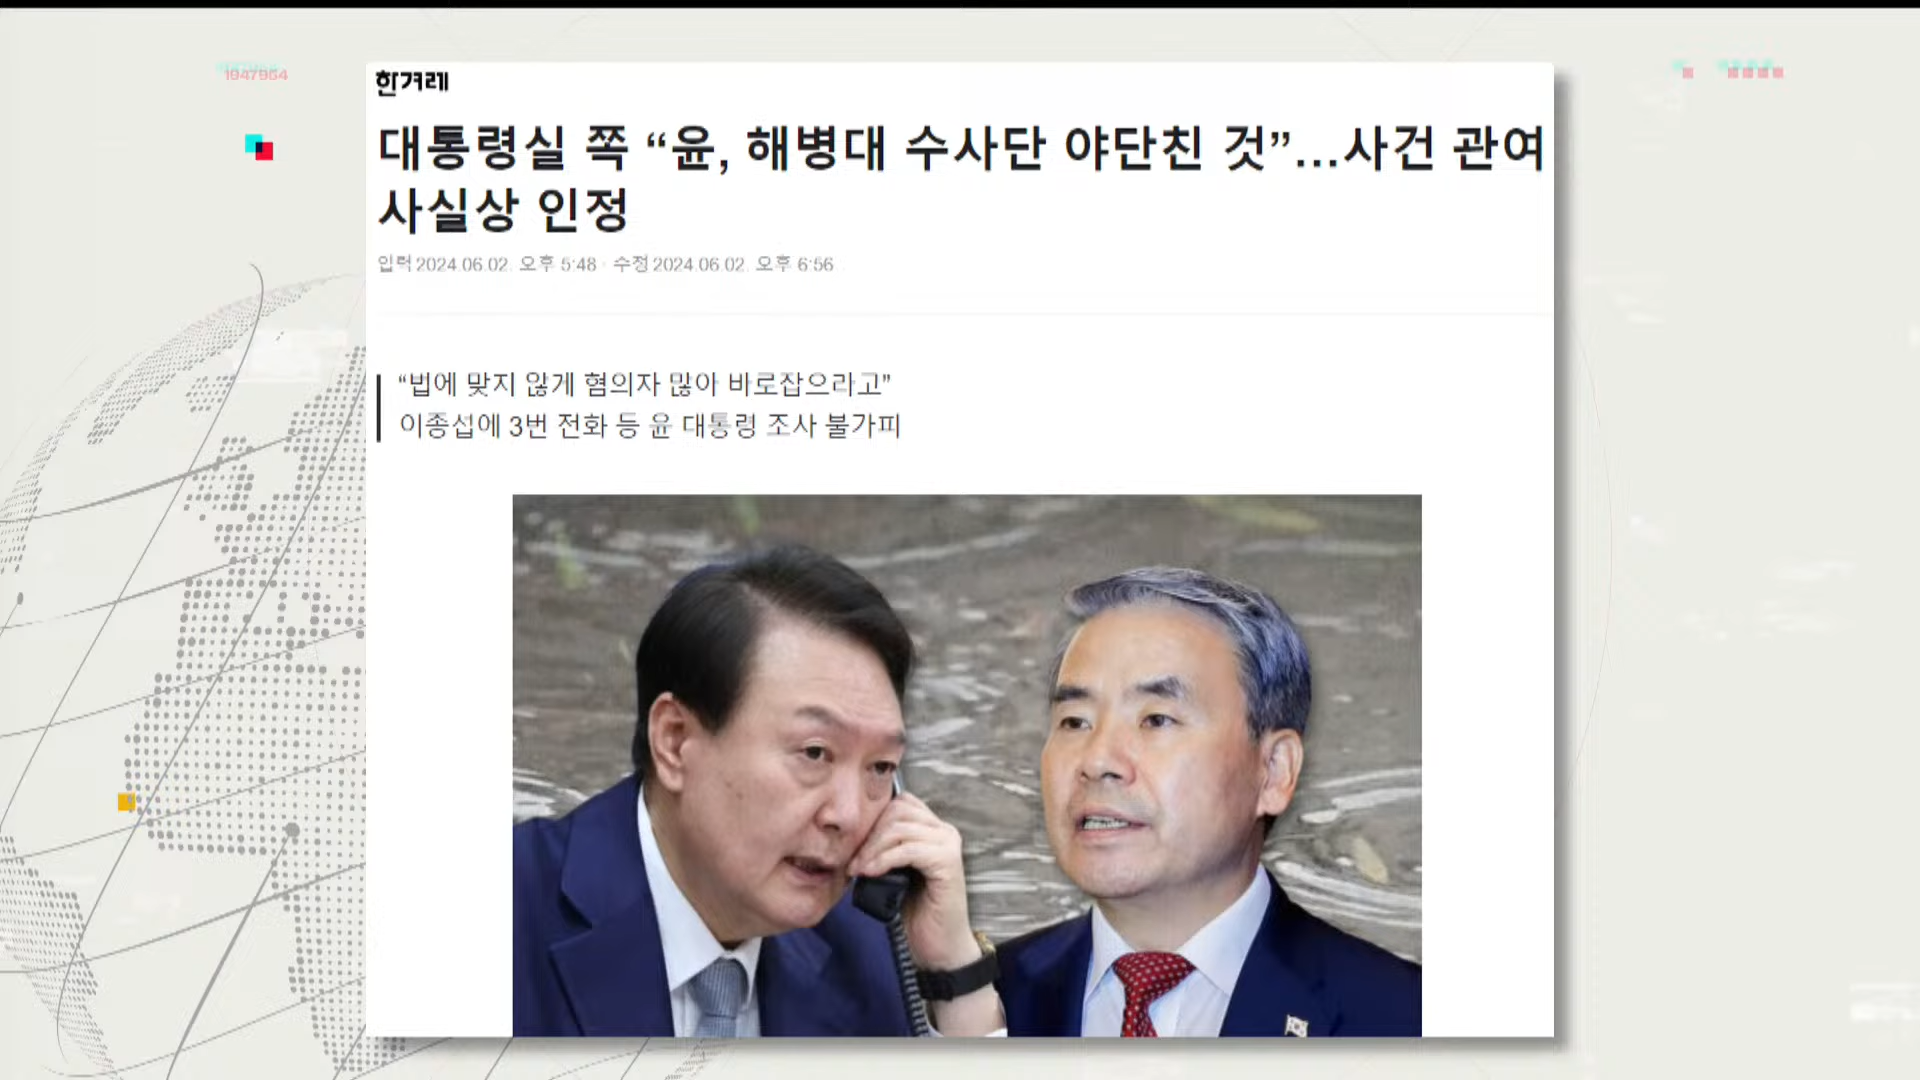 1947954
한겨레
대통령실 쪽 “윤, 해병대 수사단 야단친 것”…사건 관여
사실상 인정
입력 2024.06.02. 오후 5:48 · 수정 2024.06.02. 오후 6:56
“법에 맞지 않게 혐의자 많아 바로잡으라고”
이종섭에 3번 전화 등 윤 대통령 조사 불가피